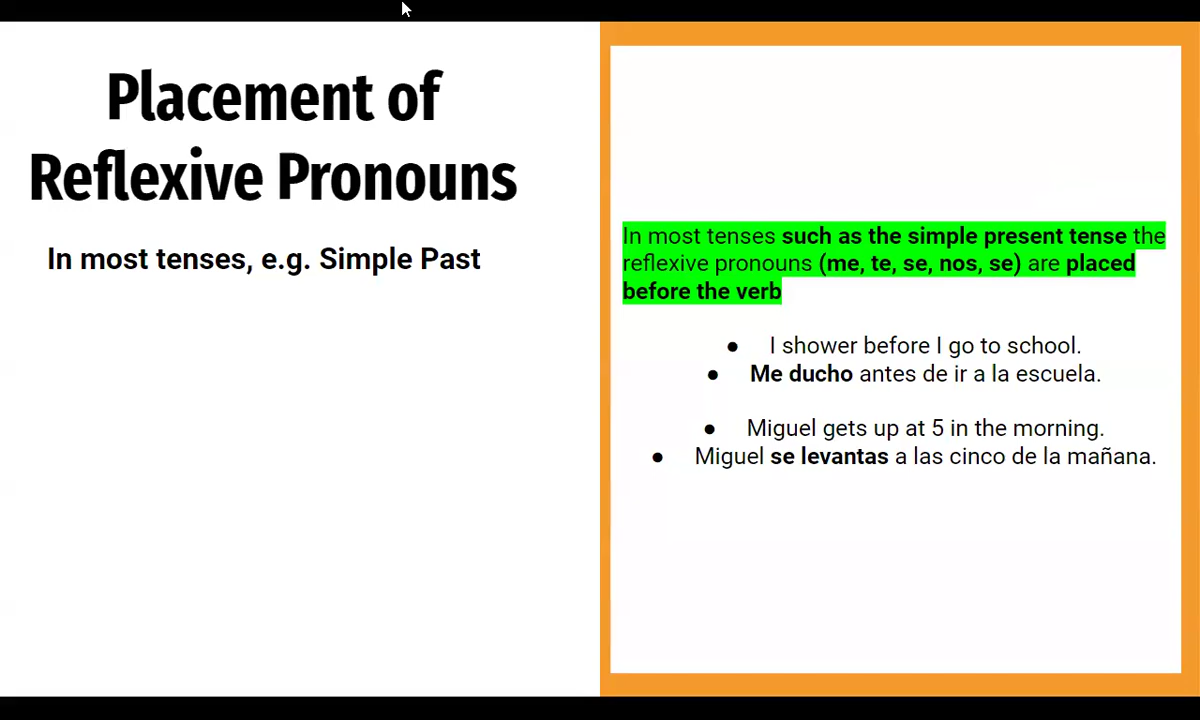 Placement of
Reflexive Pronouns
In most tenses, e.g. Simple Past
In most tenses such as the simple present tense the
reflexive pronouns (me, te, se, nos, se) are placed
before the verb
● I shower before I go to school.
● Me ducho antes de ir a la escuela.
● Miguel gets up at 5 in the morning.
● Miguel se levantas a las cinco de la mañana.